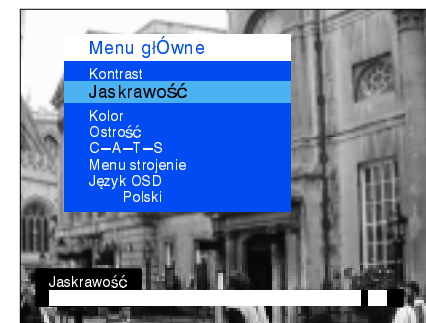 Menu głÓwne
Kontrast
Jaskrawość
Kolor
Ostrość
C–A–T–S
Menu strojenie
Język OSD
Polski
Jaskrawość